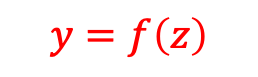 y = f(z)